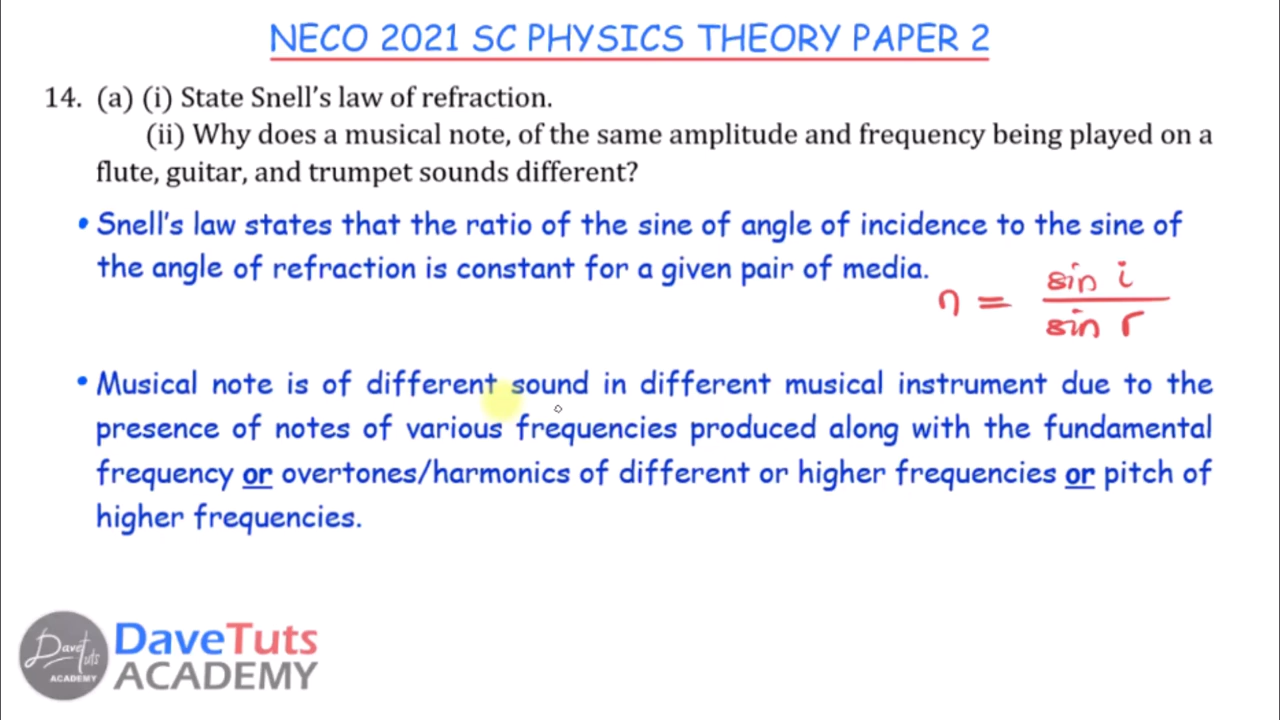 NECO 2021 SC PHYSICS THEORY PAPER 2
14. (a) (i) State Snell's law of refraction.
(ii) Why does a musical note, of the same amplitude and frequency being played on a
flute, guitar, and trumpet sounds different?
• Snell's law states that the ratio of the sine of angle of incidence to the sine of
the angle of refraction is constant for a given pair of media.
n = sin i / sin r
• Musical note is of different sound in different musical instrument due to the
presence of notes of various frequencies produced along with the fundamental
frequency or overtones/harmonics of different or higher frequencies or pitch of
higher frequencies.
Dave Tuts
ACADEMY
DaveTuts
ACADEMY